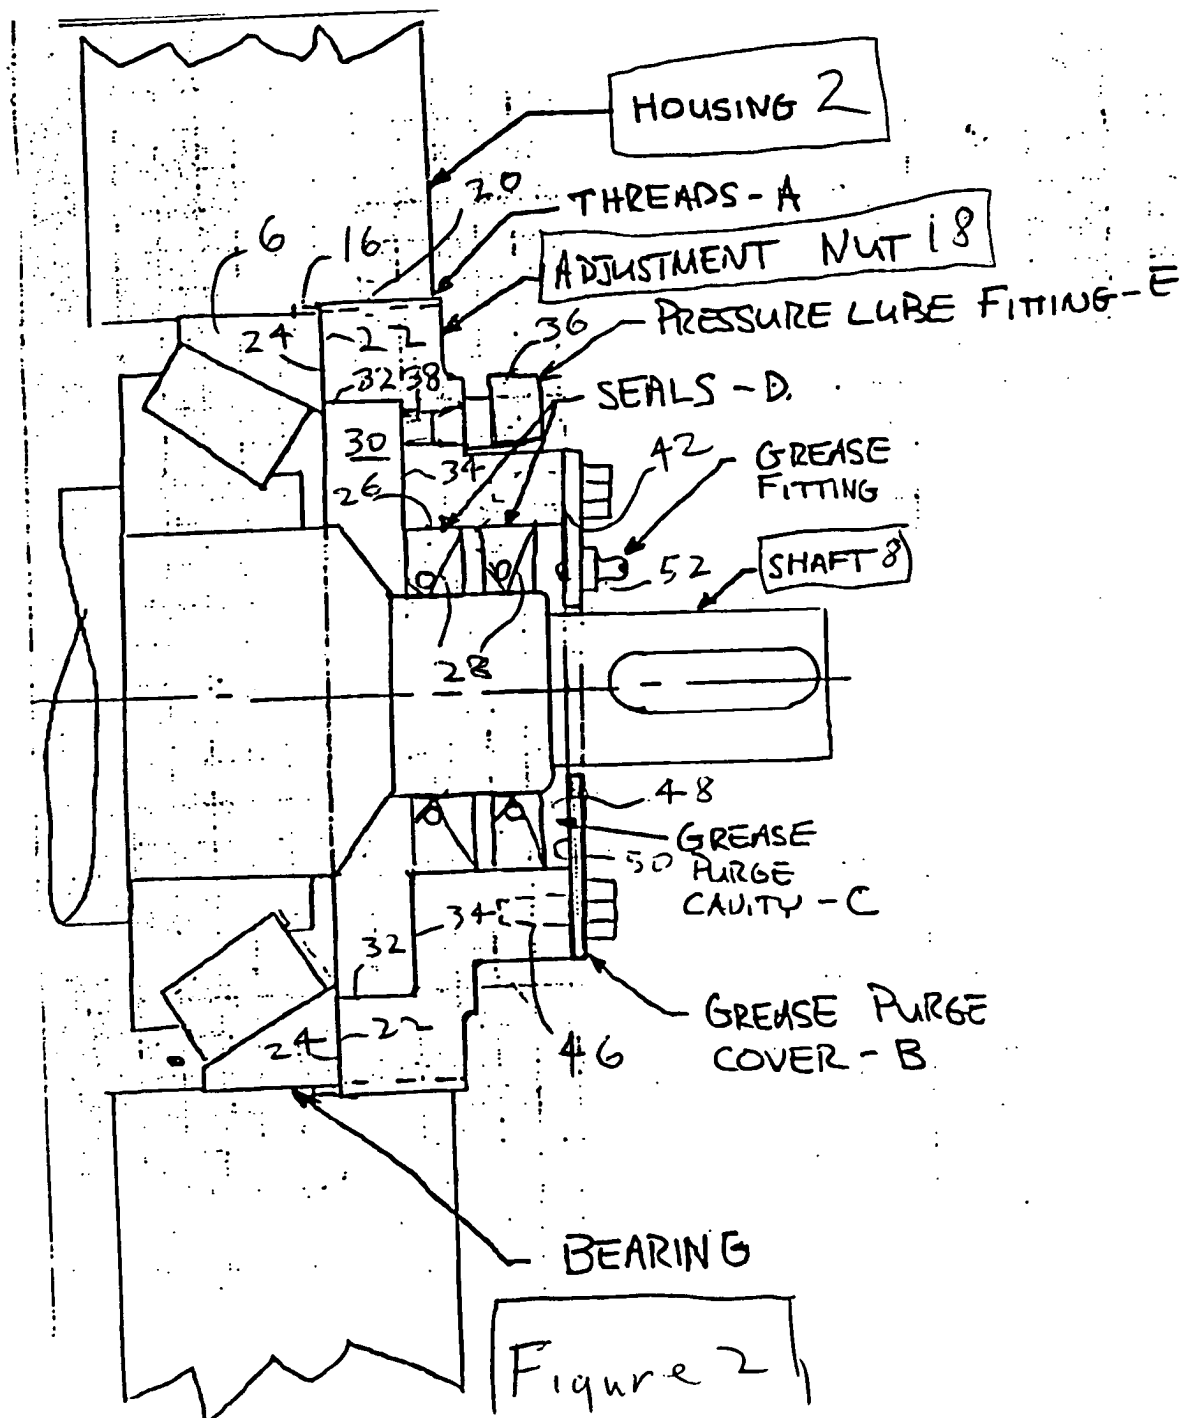 HOUSING 2
20
THREADS - A
6
16
ADJUSTMENT NUT 18
PRESSURE LUBE FITTING - E
24
22
36
32
38
SEALS - D.
30
34
42
GREASE
FITTING
26
52
SHAFT 8
28
48
GREASE
PURGE
CAVITY - C
50
34
32
GREASE PURGE
COVER - B
24
22
46
BEARING
Figure 2